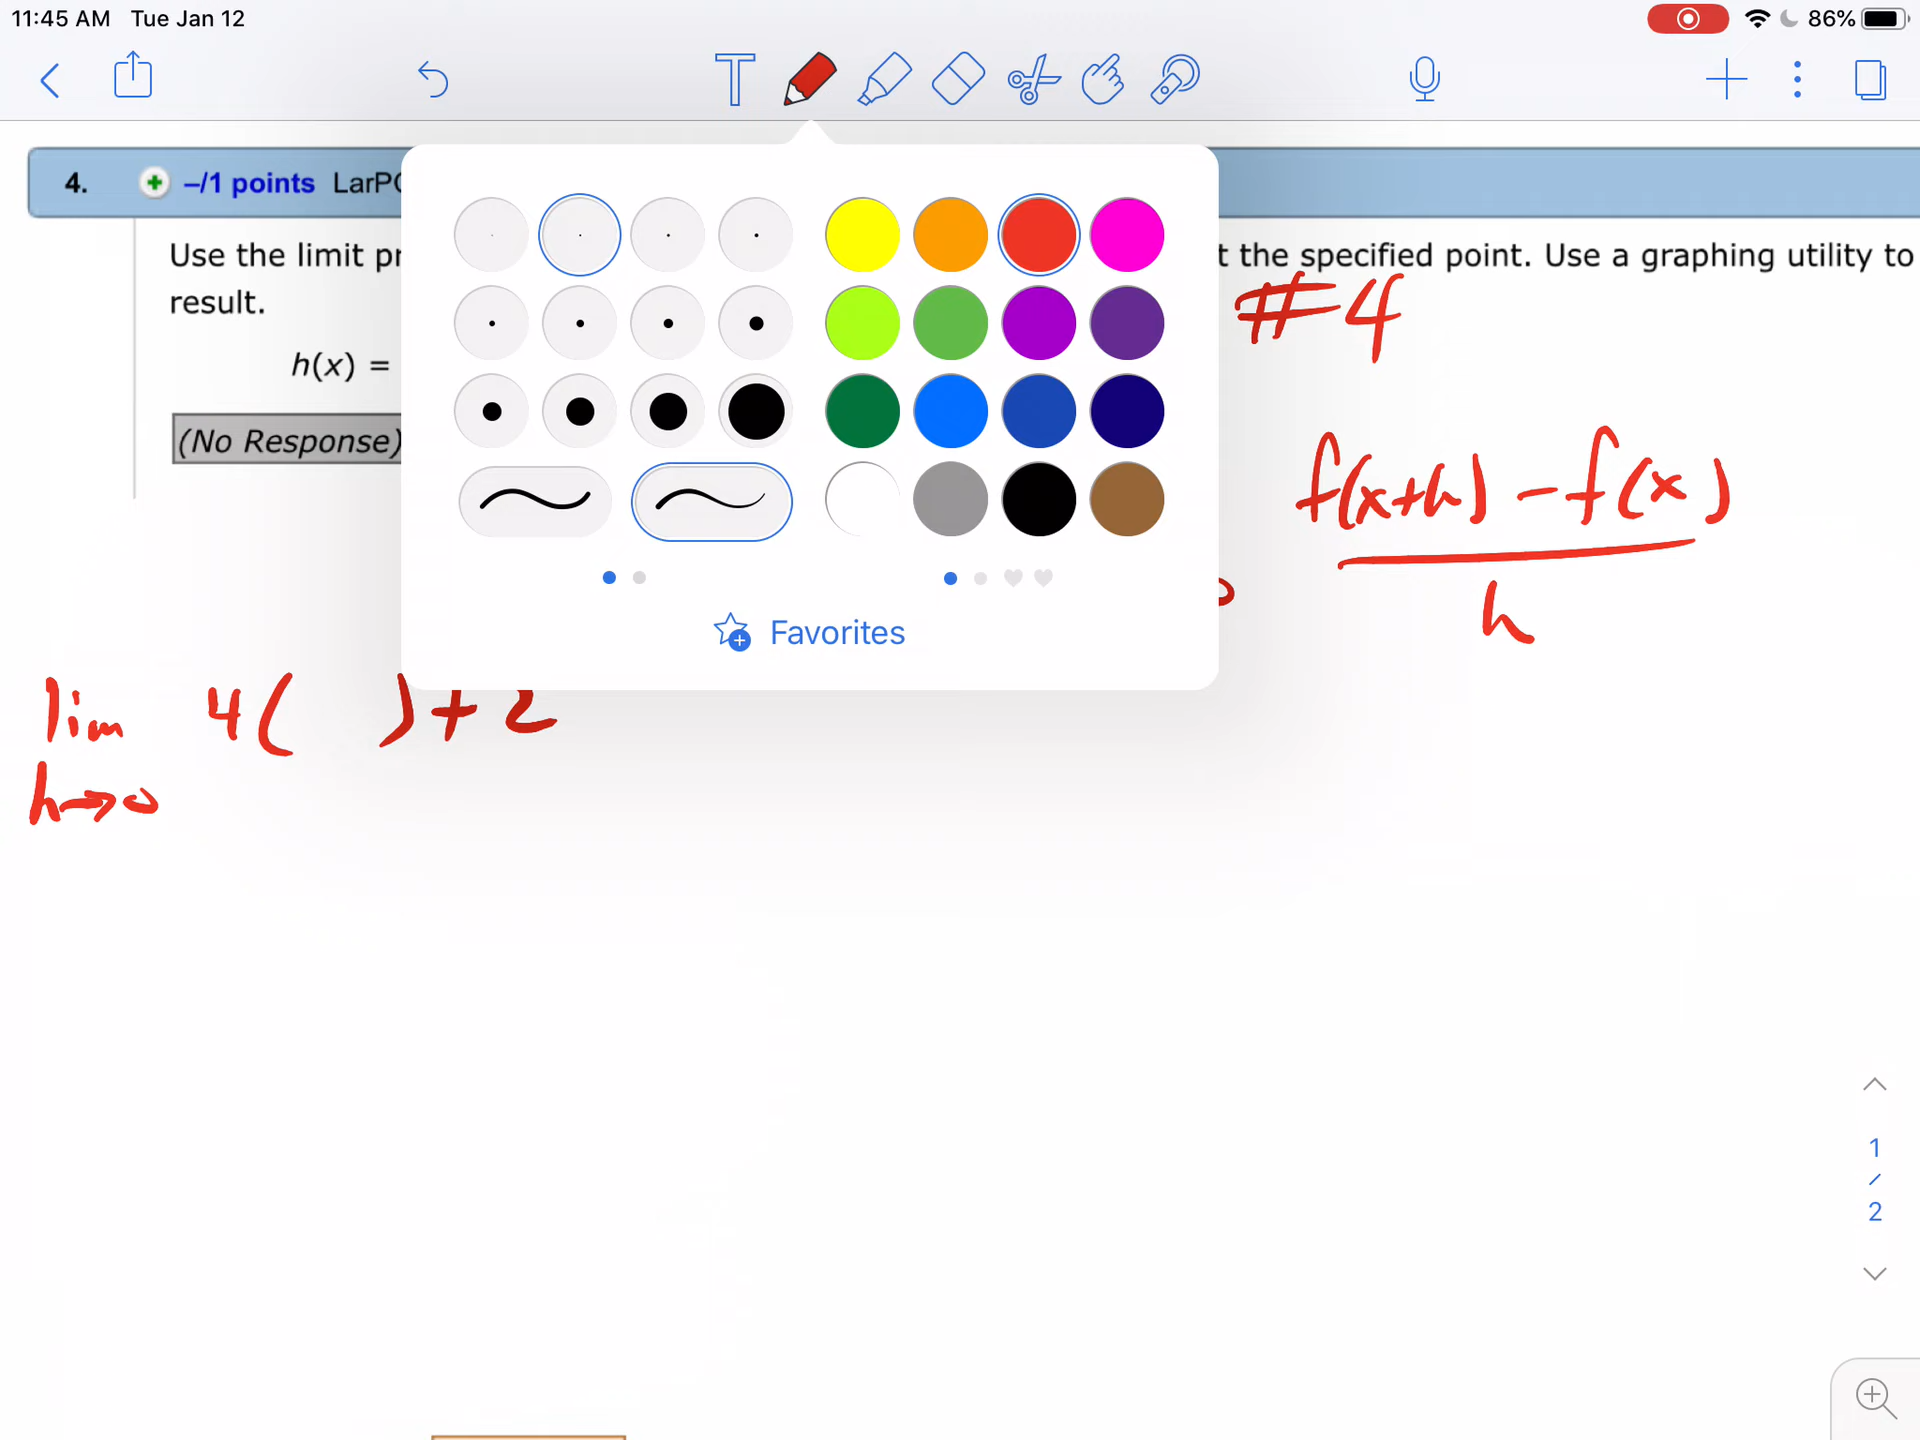 11:45 AM Tue Jan 12
86%
4. –/1 points LarPC
Use the limit pr t the specified point. Use a graphing utility to
result.
#4
h(x) =
(No Response)
f(x+h) - f(x)
h
Favorites
lim 4( ) + 2
h→0
1
/
2